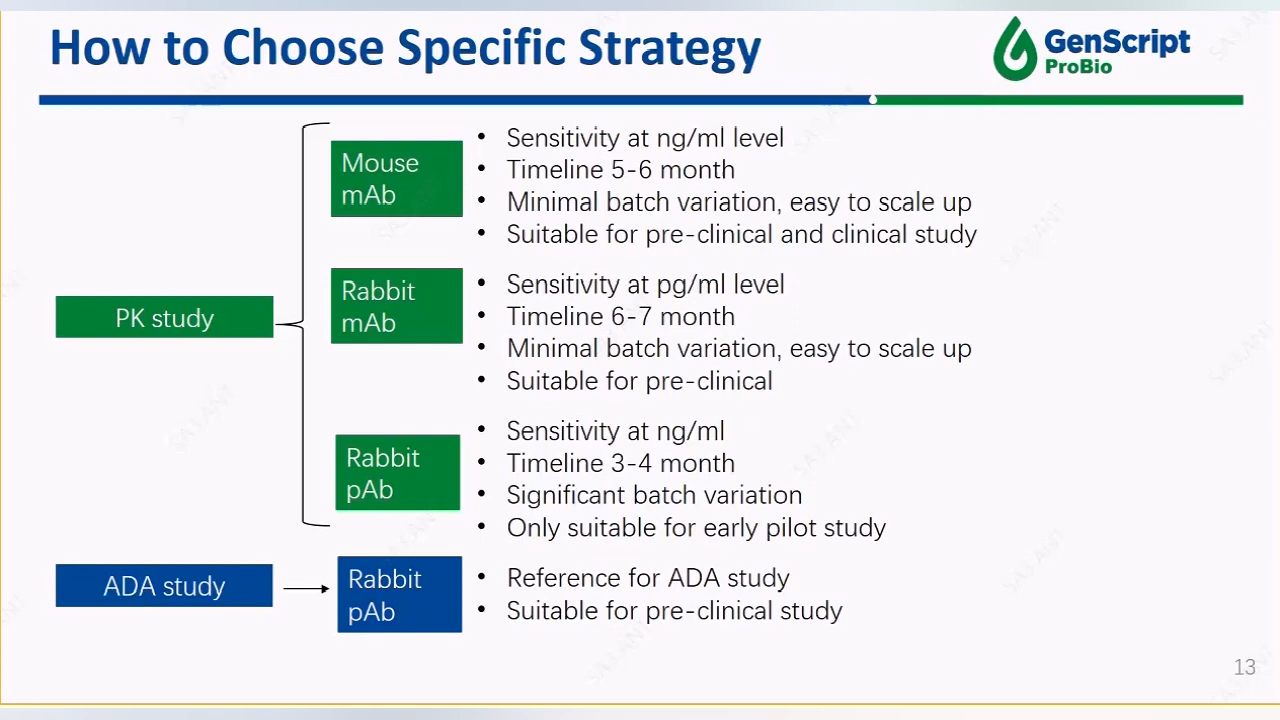 How to Choose Specific Strategy
GenScript
ProBio
PK study
Mouse
mAb
• Sensitivity at ng/ml level
• Timeline 5-6 month
• Minimal batch variation, easy to scale up
• Suitable for pre-clinical and clinical study
Rabbit
mAb
• Sensitivity at pg/ml level
• Timeline 6-7 month
• Minimal batch variation, easy to scale up
• Suitable for pre-clinical
Rabbit
pAb
• Sensitivity at ng/ml
• Timeline 3-4 month
• Significant batch variation
• Only suitable for early pilot study
ADA study
Rabbit
pAb
• Reference for ADA study
• Suitable for pre-clinical study
13